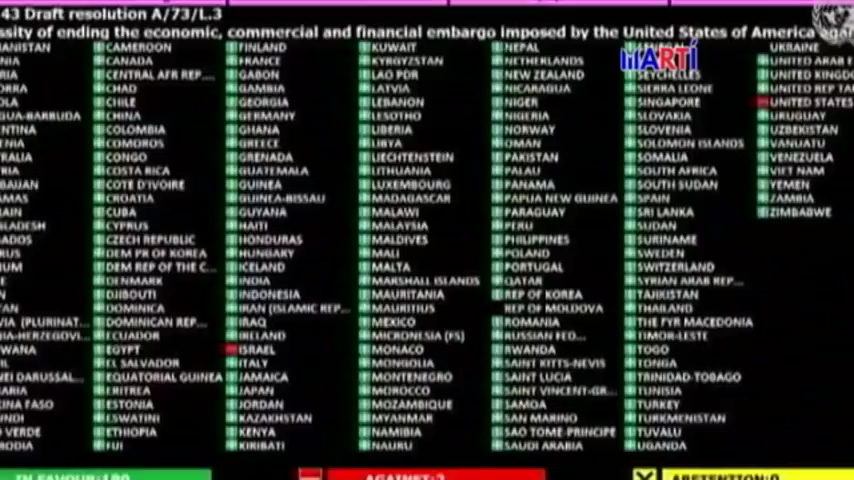 43 Draft resolution A/73/L.3
ssity of ending the economic, commercial and financial embargo imposed by the United States of America
MARTÍ
CAMEROON
CANADA
CENTRAL AFR REP....
CHAD
CHILE
CHINA
COLOMBIA
COMOROS
CONGO
COSTA RICA
COTE D'IVOIRE
CROATIA
CUBA
CYPRUS
CZECH REPUBLIC
DEM PR OF KOREA
DEM REP OF THE C...
DENMARK
DJIBOUTI
DOMINICA
DOMINICAN REP...
ECUADOR
EGYPT
EL SALVADOR
EQUATORIAL GUINEA
ERITREA
ESTONIA
ESWATINI
ETHIOPIA
FIJI
FINLAND
FRANCE
GABON
GAMBIA
GEORGIA
GERMANY
GHANA
GREECE
GRENADA
GUATEMALA
GUINEA
GUINEA-BISSAU
GUYANA
HAITI
HONDURAS
HUNGARY
ICELAND
INDIA
INDONESIA
IRAN (ISLAMIC REP...
IRAQ
IRELAND
ISRAEL
ITALY
JAMAICA
JAPAN
JORDAN
KAZAKHSTAN
KENYA
KIRIBATI
KUWAIT
KYRGYZSTAN
LAO PDR
LATVIA
LEBANON
LESOTHO
LIBERIA
LIBYA
LIECHTENSTEIN
LITHUANIA
LUXEMBOURG
MADAGASCAR
MALAWI
MALAYSIA
MALDIVES
MALI
MALTA
MARSHALL ISLANDS
MAURITANIA
MAURITIUS
MEXICO
MICRONESIA (FS)
MONACO
MONGOLIA
MONTENEGRO
MOROCCO
MOZAMBIQUE
MYANMAR
NAMIBIA
NAURU
NEPAL
NETHERLANDS
NEW ZEALAND
NICARAGUA
NIGER
NIGERIA
NORWAY
OMAN
PAKISTAN
PALAU
PANAMA
PAPUA NEW GUINEA
PARAGUAY
PERU
PHILIPPINES
POLAND
PORTUGAL
QATAR
REP OF KOREA
REP OF MOLDOVA
ROMANIA
RUSSIAN FED...
RWANDA
SAINT KITTS-NEVIS
SAINT LUCIA
SAINT VINCENT-GR...
SAMOA
SAN MARINO
SAO TOME-PRINCIPE
SAUDI ARABIA
SEYCHELLES
SIERRA LEONE
SINGAPORE
SLOVAKIA
SLOVENIA
SOLOMON ISLANDS
SOMALIA
SOUTH AFRICA
SOUTH SUDAN
SPAIN
SRI LANKA
SUDAN
SURINAME
SWEDEN
SWITZERLAND
SYRIAN ARAB REP...
TAJIKISTAN
THAILAND
THE FYR MACEDONIA
TIMOR-LESTE
TOGO
TONGA
TRINIDAD-TOBAGO
TUNISIA
TURKEY
TURKMENISTAN
TUVALU
UGANDA
UKRAINE
UNITED ARAB E
UNITED KINGDO
UNITED REP TA
UNITED STATES
URUGUAY
UZBEKISTAN
VANUATU
VENEZUELA
VIET NAM
YEMEN
ZAMBIA
ZIMBABWE
IN FAVOUR:189
AGAINST:2
ABSTENTION:0